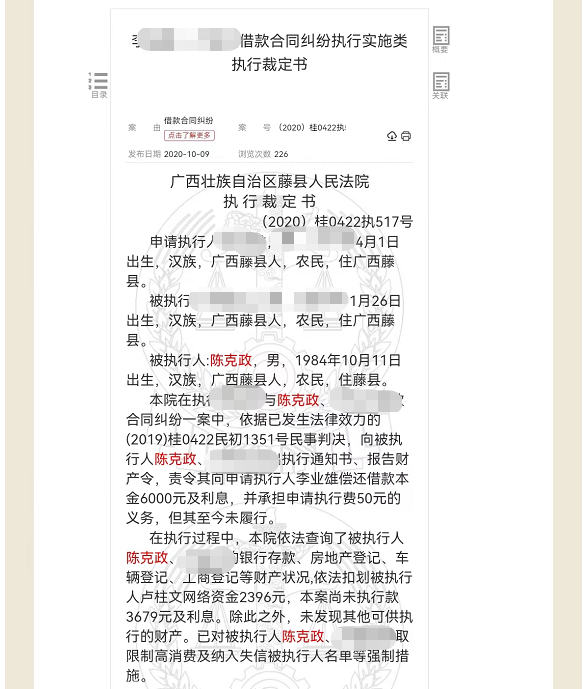 借款合同纠纷执行实施类
执行裁定书
概要
目录
关联
案 由 借款合同纠纷
点击了解更多
案 号 （2020）桂0422执
发布日期 2020-10-09 浏览次数 226
广西壮族自治区藤县人民法院
执 行 裁 定 书
（2020）桂0422执517号
申请执行 ，4月1日
出生，汉族，广西藤县人，农民，住广西藤
县。
被执行 1月26日
出生，汉族，广西藤县人，农民，住广西藤
县。
被执行人:陈克政，男，1984年10月11日
出生，汉族，广西藤县人，农民，住藤县。
本院在执 与陈克政、
合同纠纷一案中，依据已发生法律效力的
(2019)桂0422民初1351号民事判决，向被执
行人陈克政、 执行通知书、报告财
产令，责令其向申请执行人李业雄偿还借款本
金6000元及利息，并承担申请执行费50元的
义务，但其至今未履行。
在执行过程中，本院依法查询了被执行人
陈克政、 的银行存款、房地产登记、车
辆登记、工商登记等财产状况,依法扣划被执行
人卢柱文网络资金2396元，本案尚未执行款
3679元及利息。除此之外，未发现其他可供执
行的财产。已对被执行人陈克政、 取
限制高消费及纳入失信被执行人名单等强制措
施。